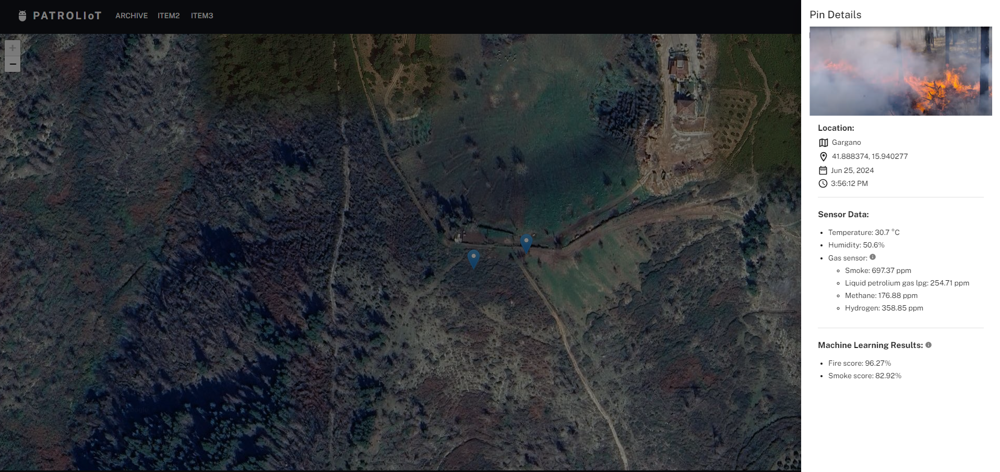 PATROLIoT ARCHIVE ITEM2 ITEM3
+
−
Pin Details
Location:
Gargano
41.888374, 15.940277
Jun 25, 2024
3:56:12 PM
Sensor Data:
Temperature: 30.7 °C
Humidity: 50.6%
Gas sensor:
Smoke: 697.37 ppm
Liquid petrolium gas lpg: 254.71 ppm
Methane: 176.88 ppm
Hydrogen: 358.85 ppm
Machine Learning Results:
Fire score: 96.27%
Smoke score: 82.92%